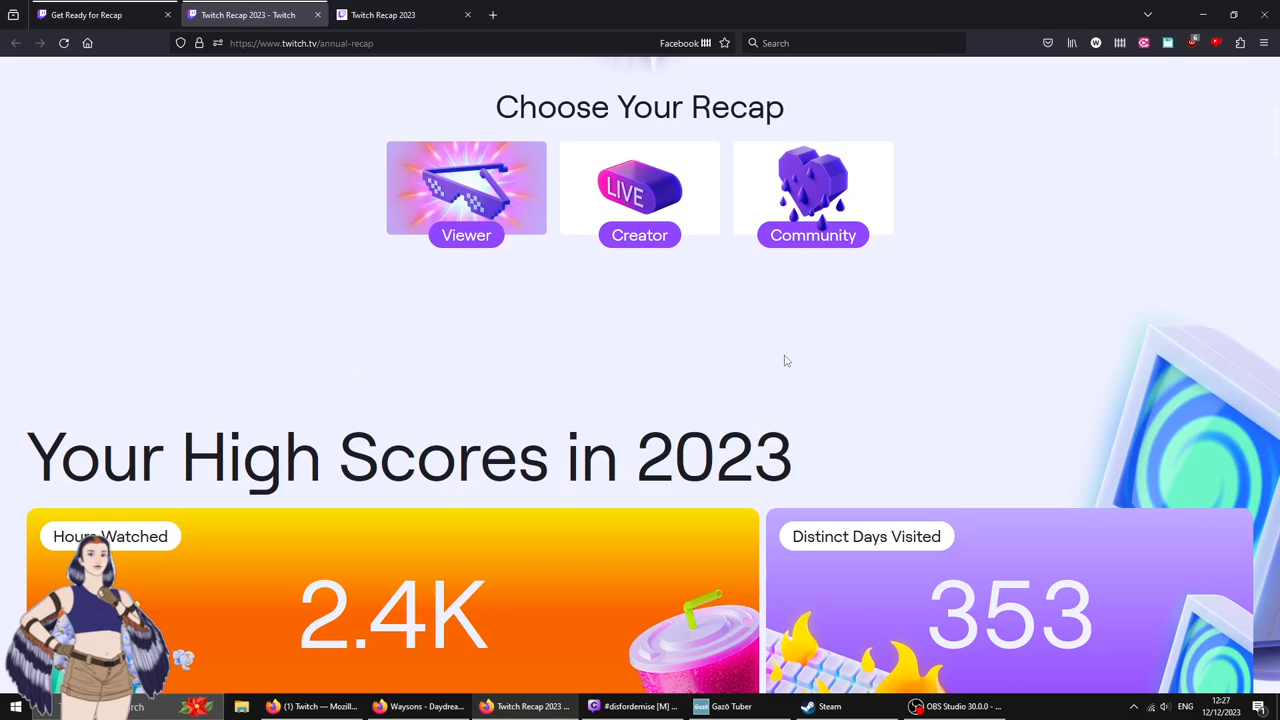 Get Ready for Recap
Twitch Recap 2023 - Twitch
Twitch Recap 2023
https://www.twitch.tv/annual-recap
Facebook
Search
Choose Your Recap
LIVE
Viewer
Creator
Community
Your High Scores in 2023
Hours Watched
Distinct Days Visited
2.4K
353
(1) Twitch — Mozill...
Waysons - Daydrea...
Twitch Recap 2023 ...
#disfordemise [M] ...
Gazō Tuber
Steam
OBS Studio 30.0.0 - ...
ENG
12:27
12/12/2023